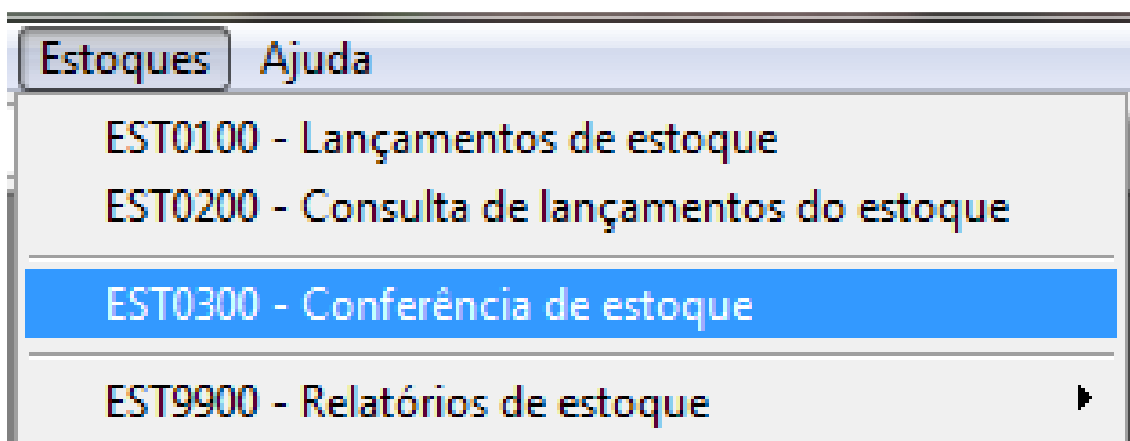 Estoques Ajuda
EST0100 - Lançamentos de estoque
EST0200 - Consulta de lançamentos do estoque
EST0300 - Conferência de estoque
EST9900 - Relatórios de estoque